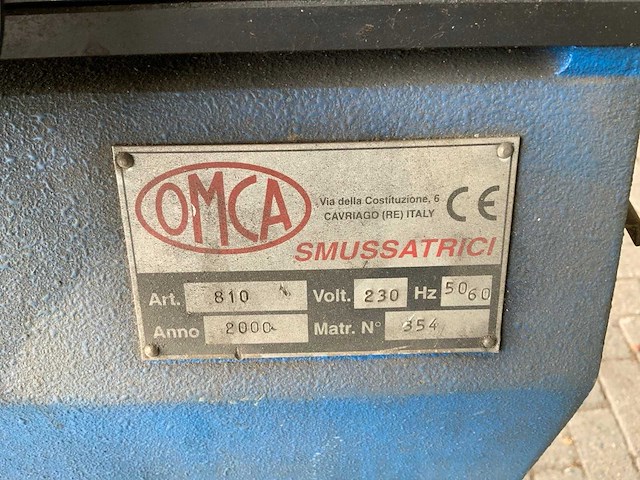 OMCA
Via della Costituzione, 6
CAVRIAGO (RE) ITALY
CE
SMUSSATRICI
Art. 810 Volt. 230 Hz 50 60
Anno 2000 Matr. N° 354